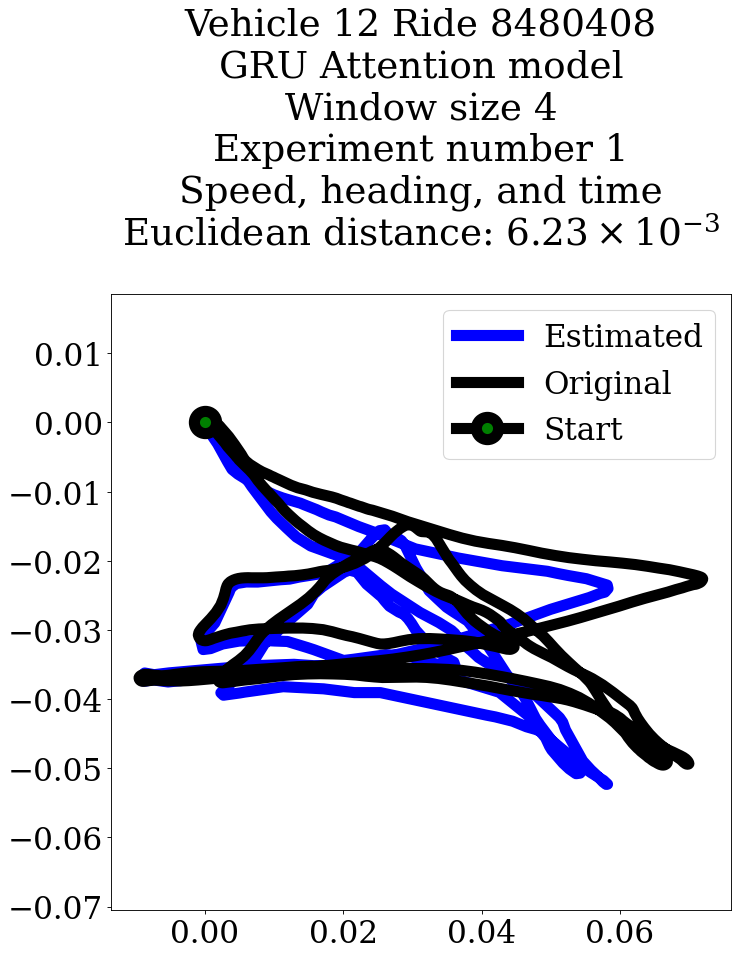 Vehicle 12 Ride 8480408
GRU Attention model
Window size 4
Experiment number 1
Speed, heading, and time
Euclidean distance: 6.23 × 10⁻³
Estimated
Original
Start
0.01
0.00
−0.01
−0.02
−0.03
−0.04
−0.05
−0.06
−0.07
0.00 0.02 0.04 0.06